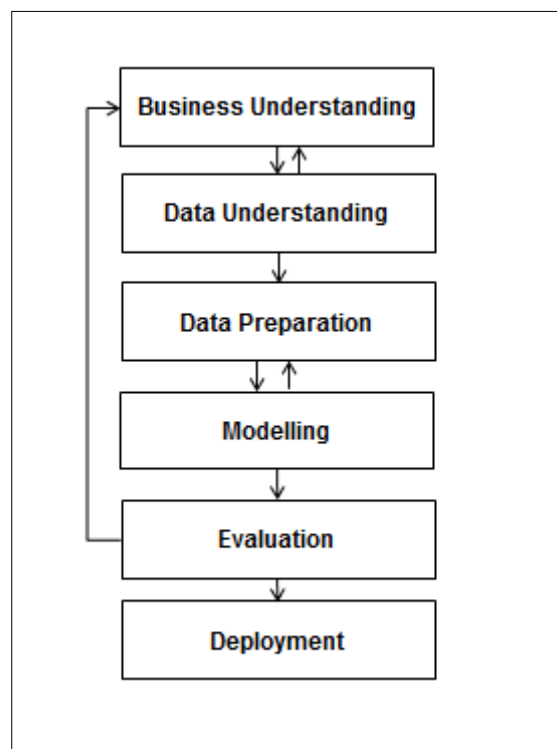 Business Understanding
Data Understanding
Data Preparation
Modelling
Evaluation
Deployment